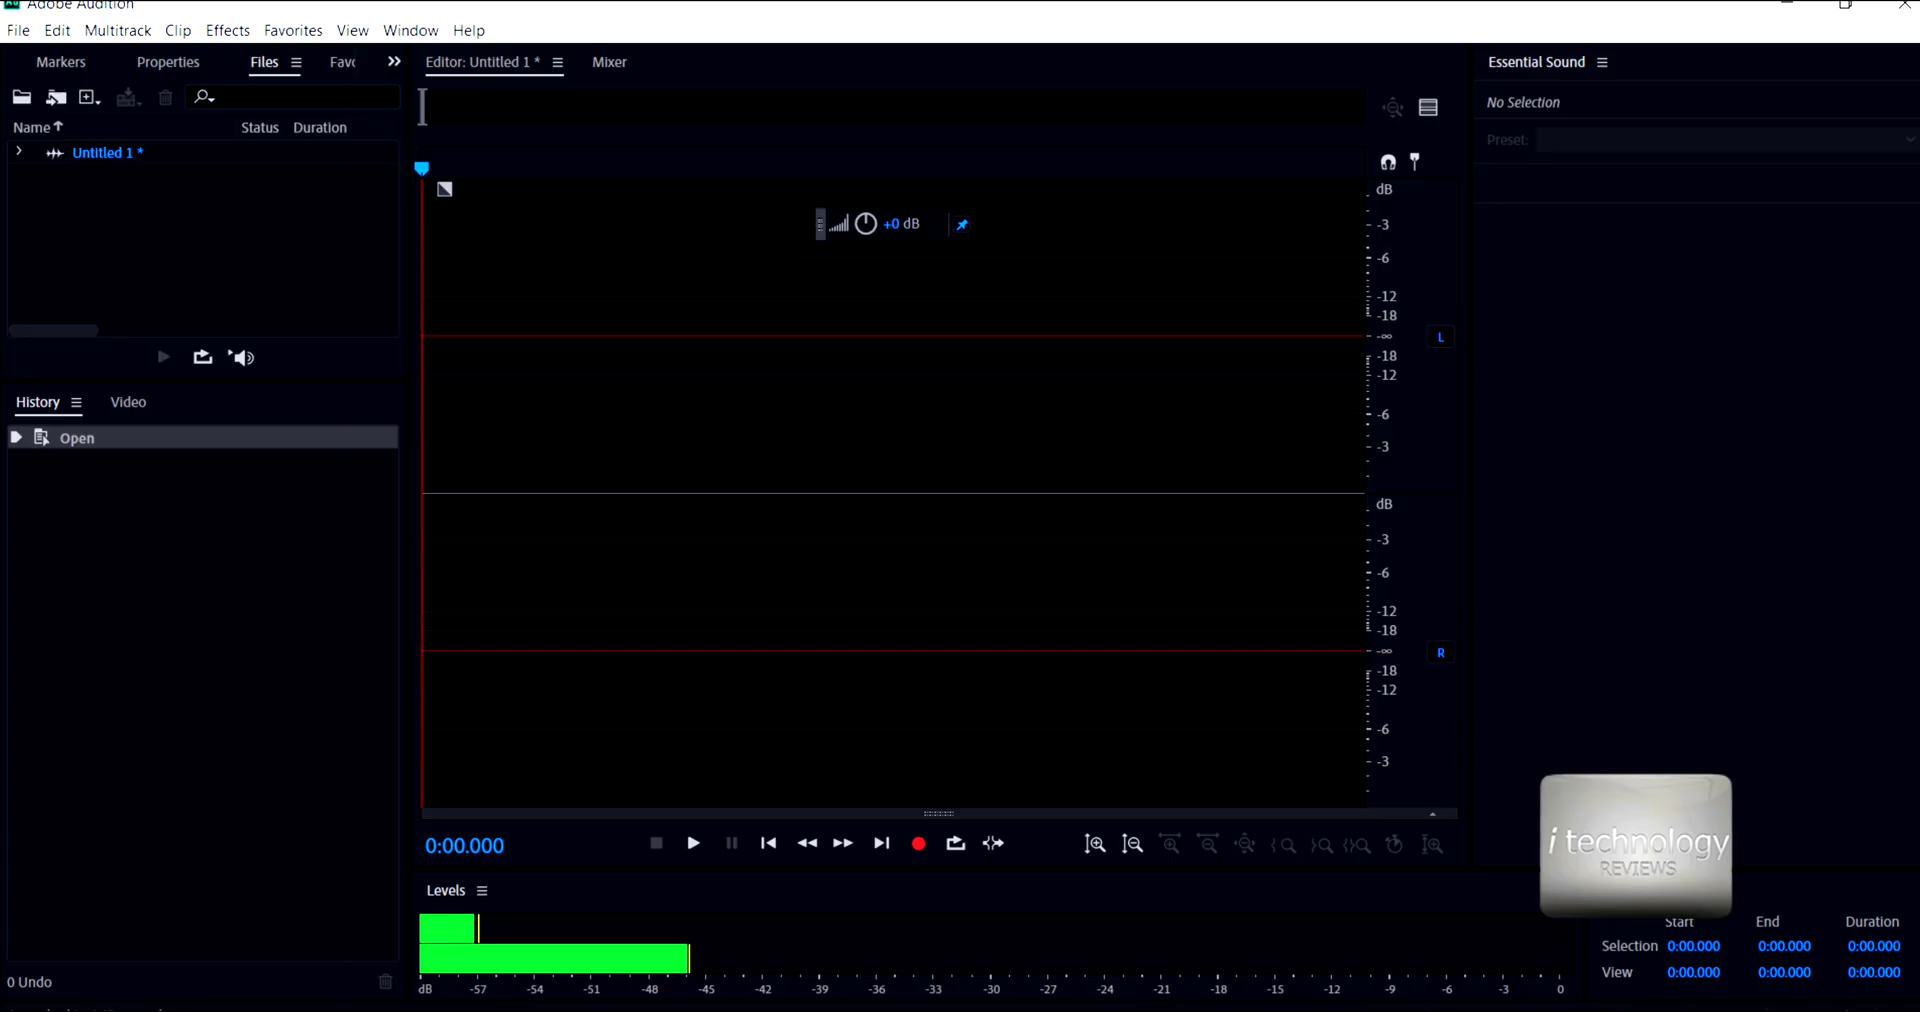 Adobe Audition
File Edit Multitrack Clip Effects Favorites View Window Help
Markers Properties Files Favo
Editor: Untitled 1 * Mixer
Essential Sound
No Selection
Preset:
Name Status Duration
Untitled 1 *
+0 dB
dB
-3
-6
-12
-18
-∞
-18
-12
-6
-3
L
dB
-3
-6
-12
-18
-∞
-18
-12
-6
-3
R
History Video
Open
0 Undo
0:00.000
Levels
dB -57 -54 -51 -48 -45 -42 -39 -36 -33 -30 -27 -24 -21 -18 -15 -12 -9 -6 -3 0
i technology
REVIEWS
Start End Duration
Selection 0:00.000 0:00.000 0:00.000
View 0:00.000 0:00.000 0:00.000